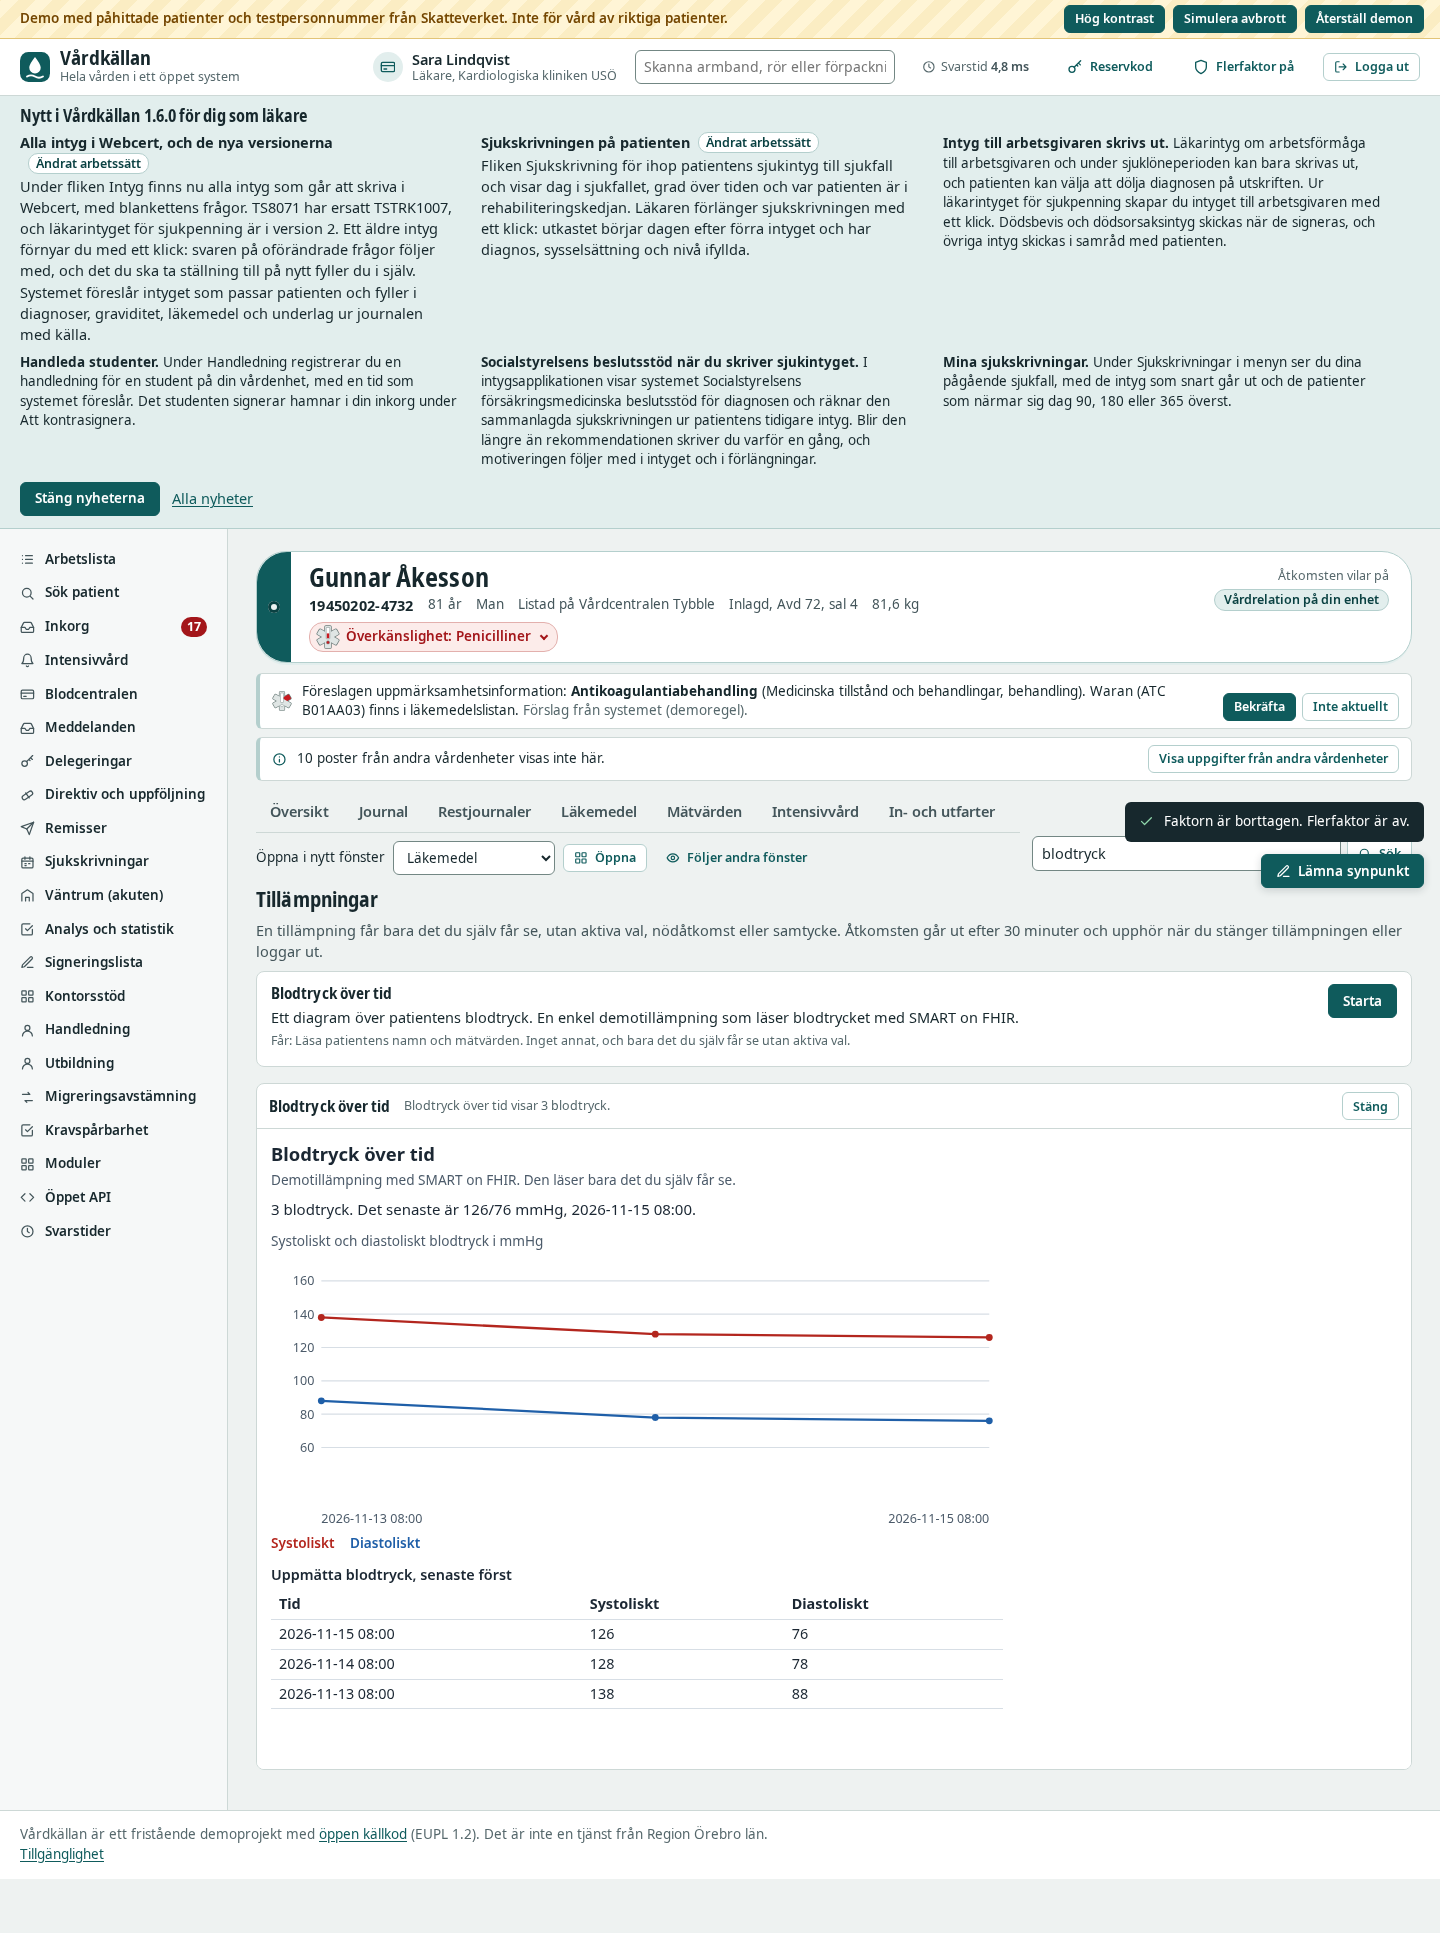 Demo med påhittade patienter och testpersonnummer från Skatteverket. Inte för vård av riktiga patienter.
Hög kontrast
Simulera avbrott
Återställ demon
Vårdkällan
Hela vården i ett öppet system
Sara Lindqvist
Läkare, Kardiologiska kliniken USÖ
Skanna armband, rör eller förpackni
Svarstid 4,8 ms
Reservkod
Flerfaktor på
Logga ut
Nytt i Vårdkällan 1.6.0 för dig som läkare
Alla intyg i Webcert, och de nya versionerna
Ändrat arbetssätt
Under fliken Intyg finns nu alla intyg som går att skriva i
Webcert, med blankettens frågor. TS8071 har ersatt TSTRK1007,
och läkarintyget för sjukpenning är i version 2. Ett äldre intyg
förnyar du med ett klick: svaren på oförändrade frågor följer
med, och det du ska ta ställning till på nytt fyller du i själv.
Systemet föreslår intyget som passar patienten och fyller i
diagnoser, graviditet, läkemedel och underlag ur journalen
med källa.
Sjukskrivningen på patienten
Ändrat arbetssätt
Fliken Sjukskrivning för ihop patientens sjukintyg till sjukfall
och visar dag i sjukfallet, grad över tiden och var patienten är i
rehabiliteringskedjan. Läkaren förlänger sjukskrivningen med
ett klick: utkastet börjar dagen efter förra intyget och har
diagnos, sysselsättning och nivå ifyllda.
Intyg till arbetsgivaren skrivs ut. Läkarintyg om arbetsförmåga
till arbetsgivaren och under sjuklöneperioden kan bara skrivas ut,
och patienten kan välja att dölja diagnosen på utskriften. Ur
läkarintyget för sjukpenning skapar du intyget till arbetsgivaren med
ett klick. Dödsbevis och dödsorsaksintyg skickas när de signeras, och
övriga intyg skickas i samråd med patienten.
Handleda studenter. Under Handledning registrerar du en
handledning för en student på din vårdenhet, med en tid som
systemet föreslår. Det studenten signerar hamnar i din inkorg under
Att kontrasignera.
Socialstyrelsens beslutsstöd när du skriver sjukintyget. I
intygsapplikationen visar systemet Socialstyrelsens
försäkringsmedicinska beslutsstöd för diagnosen och räknar den
sammanlagda sjukskrivningen ur patientens tidigare intyg. Blir den
längre än rekommendationen skriver du varför en gång, och
motiveringen följer med i intyget och i förlängningar.
Mina sjukskrivningar. Under Sjukskrivningar i menyn ser du dina
pågående sjukfall, med de intyg som snart går ut och de patienter
som närmar sig dag 90, 180 eller 365 överst.
Stäng nyheterna
Alla nyheter
Arbetslista
Sök patient
Inkorg
17
Intensivvård
Blodcentralen
Meddelanden
Delegeringar
Direktiv och uppföljning
Remisser
Sjukskrivningar
Väntrum (akuten)
Analys och statistik
Signeringslista
Kontorsstöd
Handledning
Utbildning
Migreringsavstämning
Kravspårbarhet
Moduler
Öppet API
Svarstider
Gunnar Åkesson
19450202-4732
81 år
Man
Listad på Vårdcentralen Tybble
Inlagd, Avd 72, sal 4
81,6 kg
Överkänslighet: Penicilliner
Åtkomsten vilar på
Vårdrelation på din enhet
Föreslagen uppmärksamhetsinformation: Antikoagulantiabehandling (Medicinska tillstånd och behandlingar, behandling). Waran (ATC
B01AA03) finns i läkemedelslistan. Förslag från systemet (demoregel).
Bekräfta
Inte aktuellt
10 poster från andra vårdenheter visas inte här.
Visa uppgifter från andra vårdenheter
Översikt
Journal
Restjournaler
Läkemedel
Mätvärden
Intensivvård
In- och utfarter
Faktorn är borttagen. Flerfaktor är av.
Öppna i nytt fönster
Läkemedel
Öppna
Följer andra fönster
blodtryck
Sök
Lämna synpunkt
Tillämpningar
En tillämpning får bara det du själv får se, utan aktiva val, nödåtkomst eller samtycke. Åtkomsten går ut efter 30 minuter och upphör när du stänger tillämpningen eller
loggar ut.
Blodtryck över tid
Ett diagram över patientens blodtryck. En enkel demotillämpning som läser blodtrycket med SMART on FHIR.
Får: Läsa patientens namn och mätvärden. Inget annat, och bara det du själv får se utan aktiva val.
Starta
Blodtryck över tid
Blodtryck över tid visar 3 blodtryck.
Stäng
Blodtryck över tid
Demotillämpning med SMART on FHIR. Den läser bara det du själv får se.
3 blodtryck. Det senaste är 126/76 mmHg, 2026-11-15 08:00.
Systoliskt och diastoliskt blodtryck i mmHg
160
140
120
100
80
60
2026-11-13 08:00
2026-11-15 08:00
Systoliskt
Diastoliskt
Uppmätta blodtryck, senaste först
Tid
Systoliskt
Diastoliskt
2026-11-15 08:00
126
76
2026-11-14 08:00
128
78
2026-11-13 08:00
138
88
Vårdkällan är ett fristående demoprojekt med öppen källkod (EUPL 1.2). Det är inte en tjänst från Region Örebro län.
Tillgänglighet